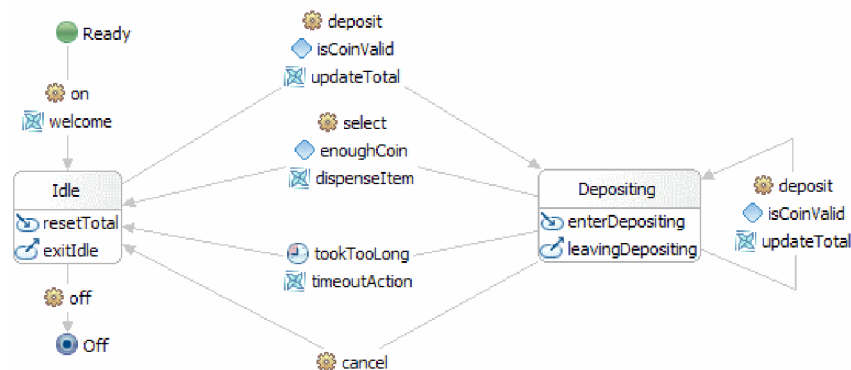 Ready
on
welcome
deposit
isCoinValid
updateTotal
select
enoughCoin
dispenseItem
Idle
resetTotal
exitIdle
tookTooLong
timeoutAction
Depositing
enterDepositing
leavingDepositing
deposit
isCoinValid
updateTotal
off
Off
cancel